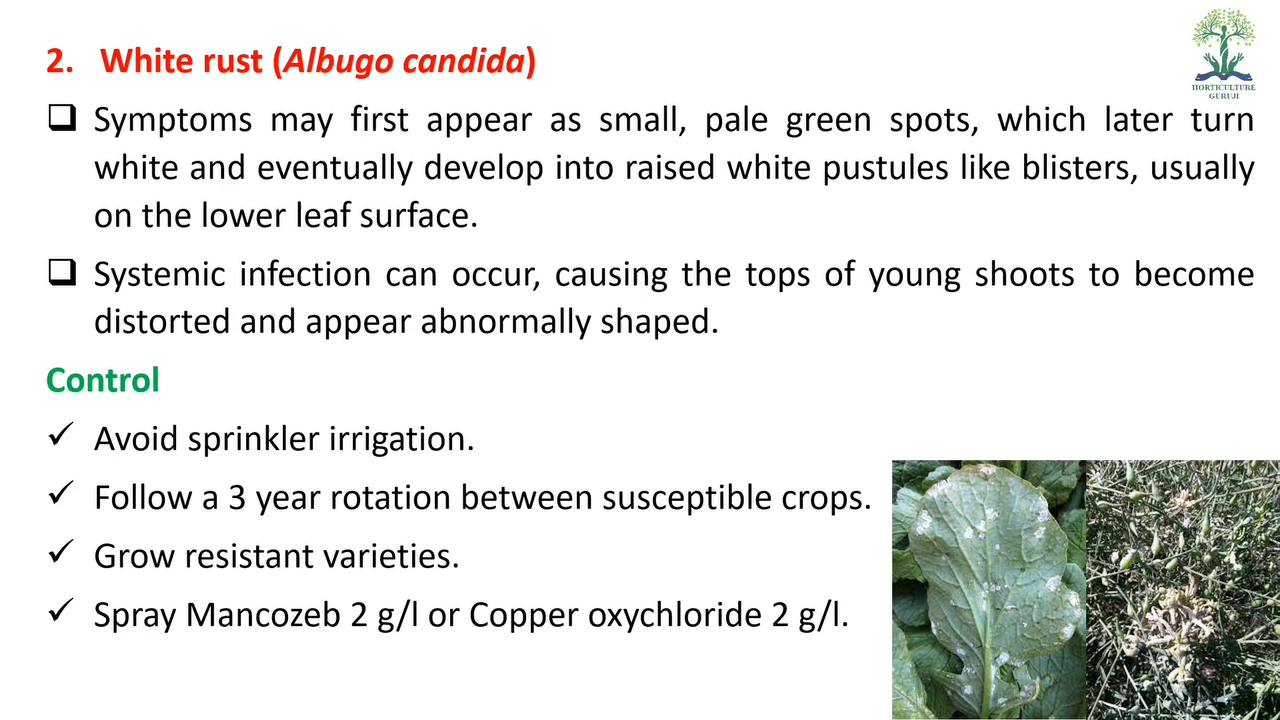 2. White rust (Albugo candida)
HORTICULTURE
GURUJI
❑ Symptoms may first appear as small, pale green spots, which later turn
white and eventually develop into raised white pustules like blisters, usually
on the lower leaf surface.
❑ Systemic infection can occur, causing the tops of young shoots to become
distorted and appear abnormally shaped.
Control
✓ Avoid sprinkler irrigation.
✓ Follow a 3 year rotation between susceptible crops.
✓ Grow resistant varieties.
✓ Spray Mancozeb 2 g/l or Copper oxychloride 2 g/l.